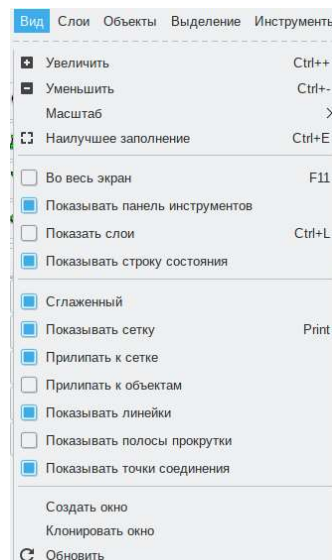 Вид Слои Объекты Выделение Инструменты
Увеличить Ctrl++
Уменьшить Ctrl+-
Масштаб
Наилучшее заполнение Ctrl+E
Во весь экран F11
Показывать панель инструментов
Показать слои Ctrl+L
Показывать строку состояния
Сглаженный
Показывать сетку Print
Прилипать к сетке
Прилипать к объектам
Показывать линейки
Показывать полосы прокрутки
Показывать точки соединения
Создать окно
Клонировать окно
Обновить